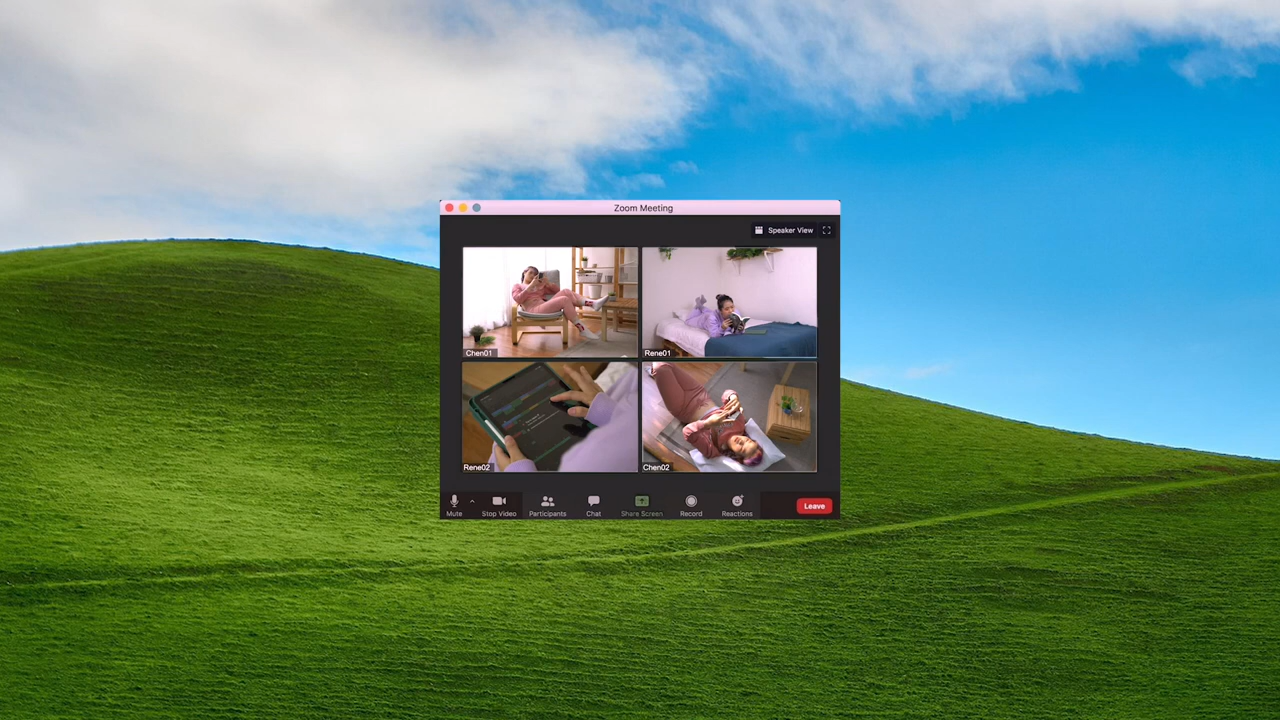 Zoom Meeting
Speaker View
Chen01
Rene01
Rene02
Chen02
Mute
Stop Video
Participants
Chat
Share Screen
Record
Reactions
Leave